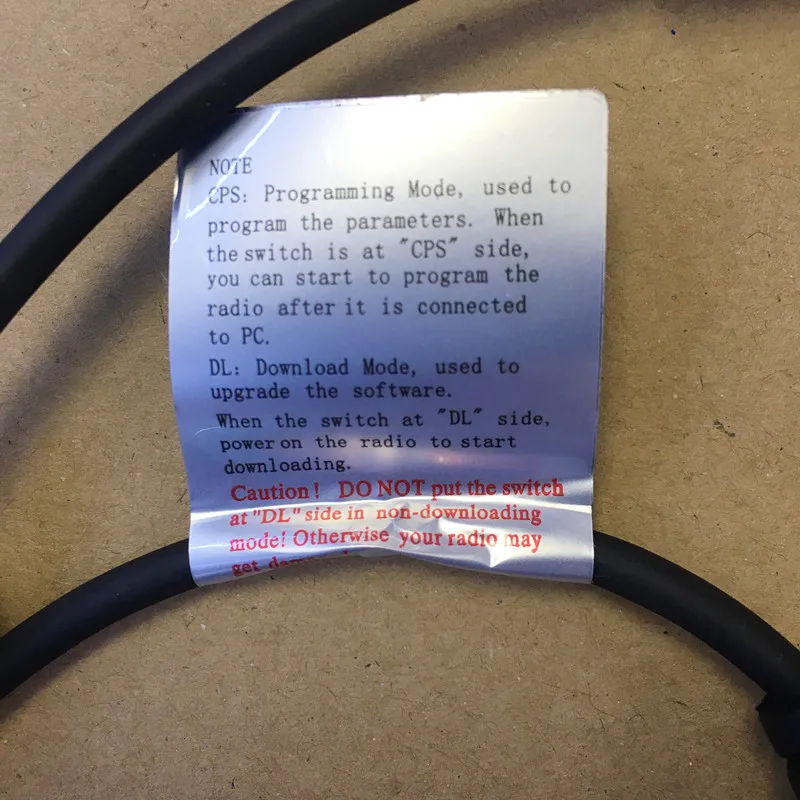 NOTE
CPS: Programming Mode, used to
program the parameters. When
the switch is at "CPS" side,
you can start to program the
radio after it is connected
to PC.
DL: Download Mode, used to
upgrade the software.
When the switch at "DL" side,
power on the radio to start
downloading.
Caution! DO NOT put the switch
at "DL" side in non-downloading
mode! Otherwise your radio may
get